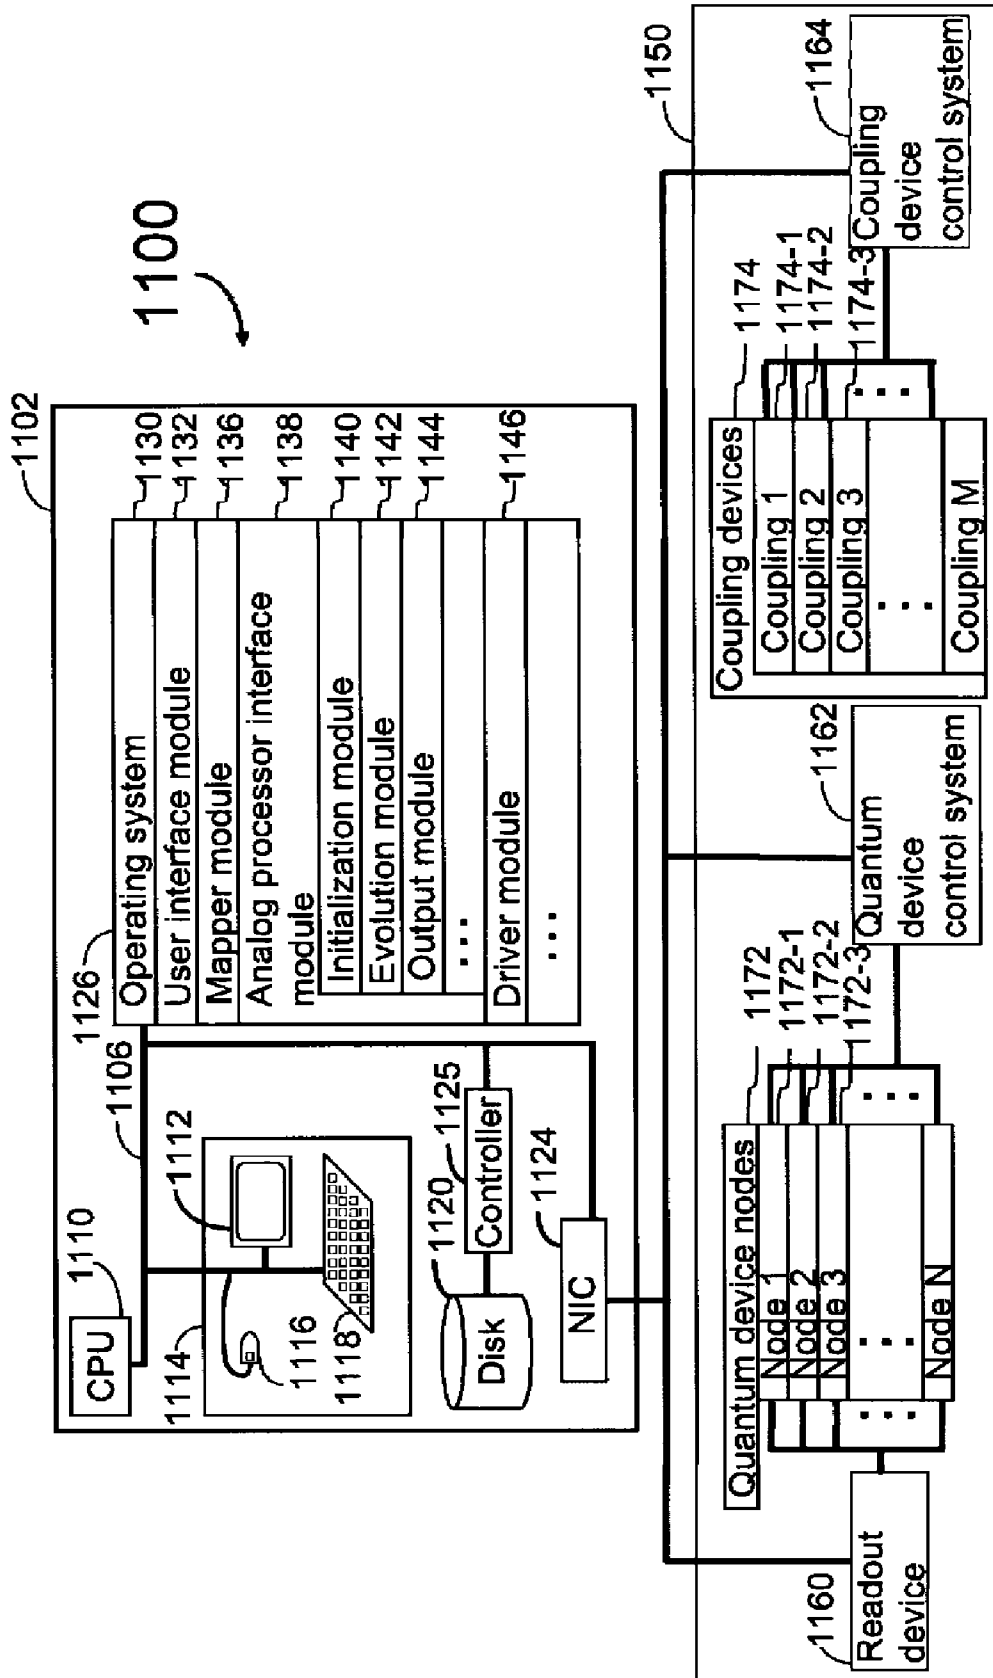 1100
1102
CPU
1110
1106
1126
1114
1112
1116
1118
1120
Disk
1125
Controller
1124
NIC
Operating system
1130
User interface module
1132
Mapper module
1136
Analog processor interface
module
1138
Initialization module
1140
Evolution module
1142
Output module
1144
...
Driver module
1146
...
1150
1160
Readout
device
Quantum device nodes
1172
Node 1
1172-1
Node 2
1172-2
Node 3
1172-3
...
...
...
Node N
1162
Quantum
device
control system
Coupling devices
1174
Coupling 1
1174-1
Coupling 2
1174-2
Coupling 3
1174-3
...
...
Coupling M
1164
Coupling
device
control system